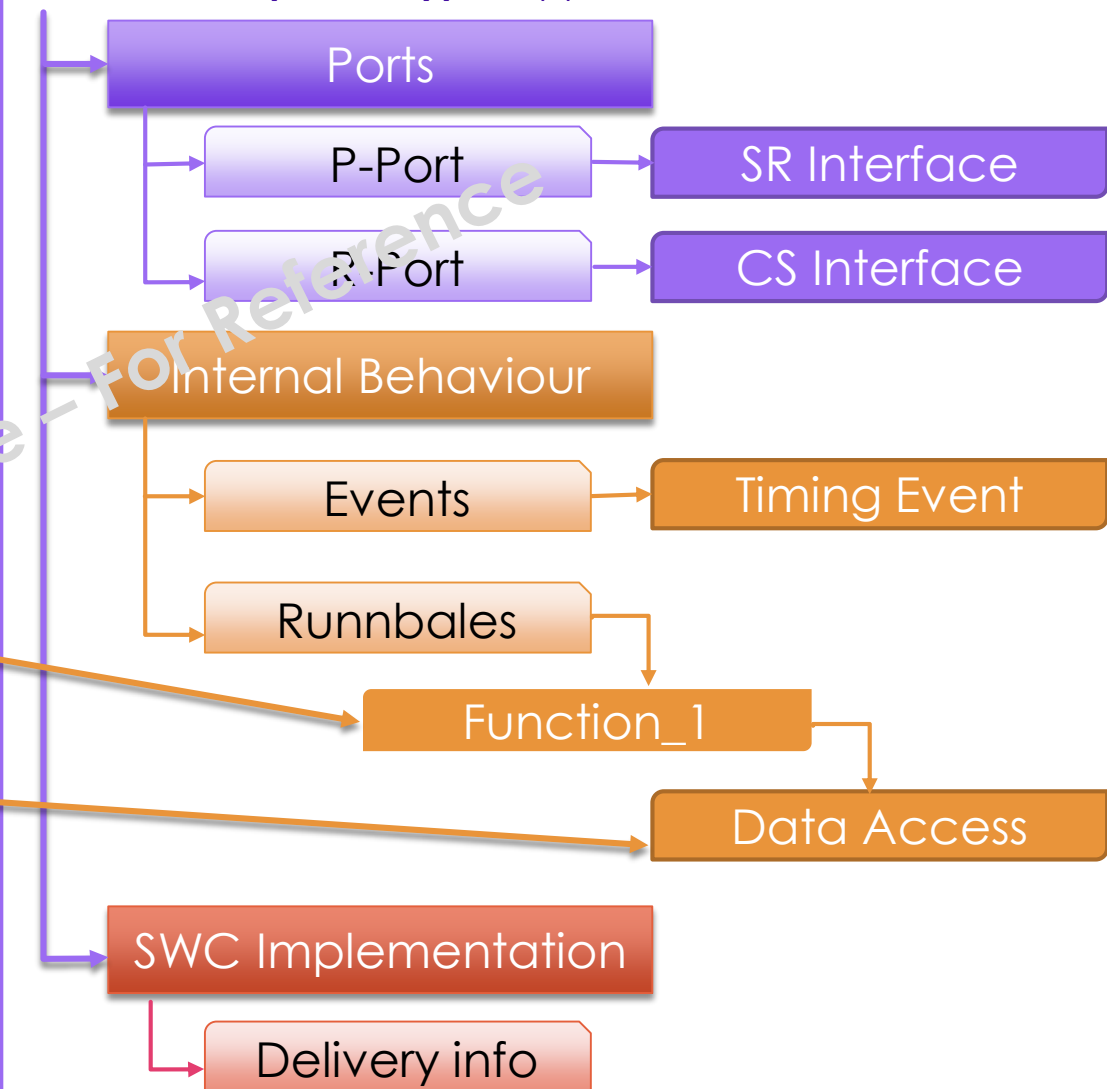 Ports
P-Port
SR Interface
R-Port
CS Interface
– For Reference
Internal Behaviour
Events
Timing Event
Runnbales
Function_1
Data Access
SWC Implementation
Delivery info